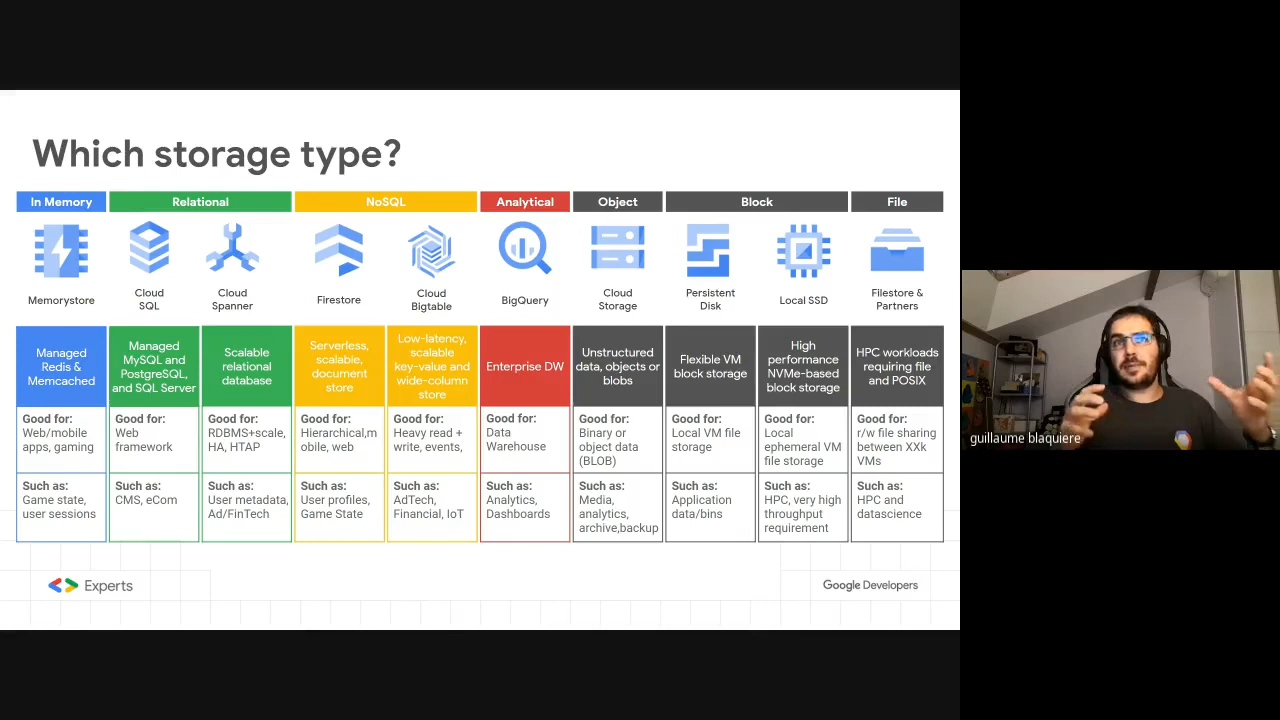 Which storage type?
In Memory
Relational
NoSQL
Analytical
Object
Block
File
Memorystore
Cloud
SQL
Cloud
Spanner
Firestore
Cloud
Bigtable
BigQuery
Cloud
Storage
Persistent
Disk
Local SSD
Filestore &
Partners
Managed
Redis &
Memcached
Managed
MySQL and
PostgreSQL,
and SQL Server
Scalable
relational
database
Serverless,
scalable,
document
store
Low-latency,
scalable
key-value and
wide-column
store
Enterprise DW
Unstructured
data, objects or
blobs
Flexible VM
block storage
High
performance
NVMe-based
block storage
HPC workloads
requiring file
and POSIX
Good for:
Web/mobile
apps, gaming
Good for:
Web
framework
Good for:
RDBMS+scale,
HA, HTAP
Good for:
Hierarchical,m
obile, web
Good for:
Heavy read +
write, events,
Good for:
Data
Warehouse
Good for:
Binary or
object data
(BLOB)
Good for:
Local VM file
storage
Good for:
Local
ephemeral VM
file storage
Good for:
r/w file sharing
between XXk
VMs
Such as:
Game state,
user sessions
Such as:
CMS, eCom
Such as:
User metadata,
Ad/FinTech
Such as:
User profiles,
Game State
Such as:
AdTech,
Financial, IoT
Such as:
Analytics,
Dashboards
Such as:
Media,
analytics,
archive,backup
Such as:
Application
data/bins
Such as:
HPC, very high
throughput
requirement
Such as:
HPC and
datascience
Experts
Google Developers
guillaume blaquiere